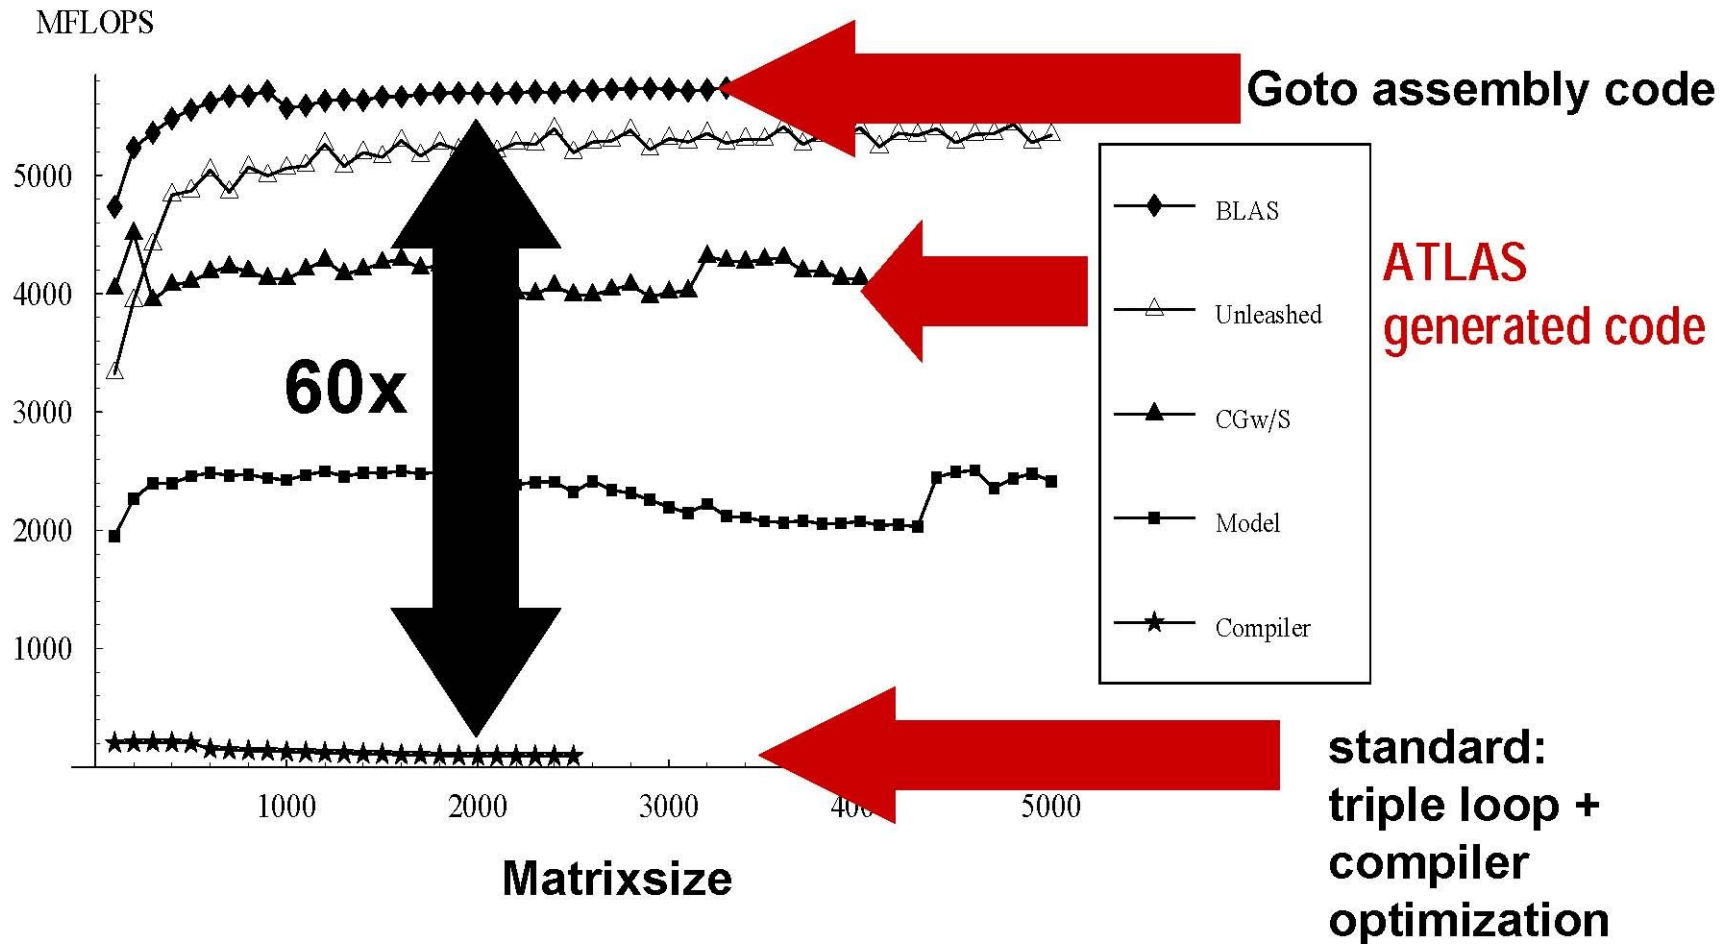 MFLOPS
Goto assembly code
5000
4000
3000
2000
1000
60x
BLAS
Unleashed
CGw/S
Model
Compiler
ATLAS
generated code
1000
2000
3000
400
5000
Matrixsize
standard:
triple loop +
compiler
optimization